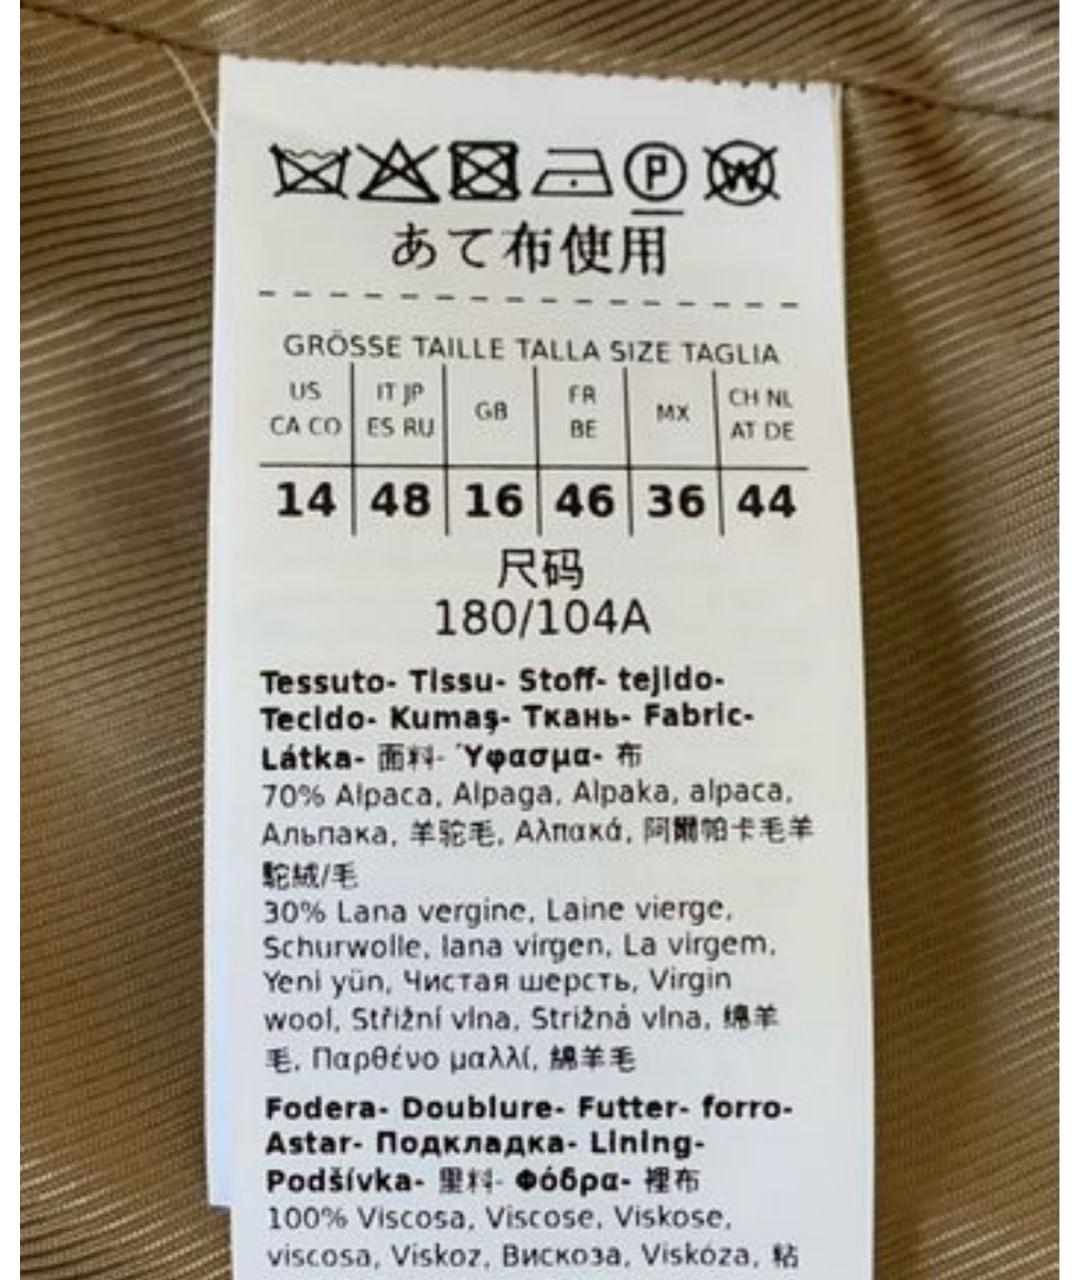 あて布使用
GRÖSSE TAILLE TALLA SIZE TAGLIA
US IT JP GB FR MX CH NL
CA CO ES RU BE AT DE
14 48 16 46 36 44
尺码
180/104A
Tessuto- Tissu- Stoff- tejido-
Tecido- Kumaş- Ткань- Fabric-
Látka- 面料- Ύφασμα- 布
70% Alpaca, Alpaga, Alpaka, alpaca,
Альпака, 羊驼毛, Αλπακά, 阿爾帕卡毛羊
駝絨/毛
30% Lana vergine, Laine vierge,
Schurwolle, lana virgen, La virgem,
Yeni yün, Чистая шерсть, Virgin
wool, Střižní vlna, Strižná vlna, 绵羊
毛, Παρθένο μαλλί, 綿羊毛
Fodera- Doublure- Futter- forro-
Astar- Подкладка- Lining-
Podšívka- 里料- Φόδρα- 裡布
100% Viscosa, Viscose, Viskose,
viscosa, Viskoz, Вискоза, Viskóza, 粘